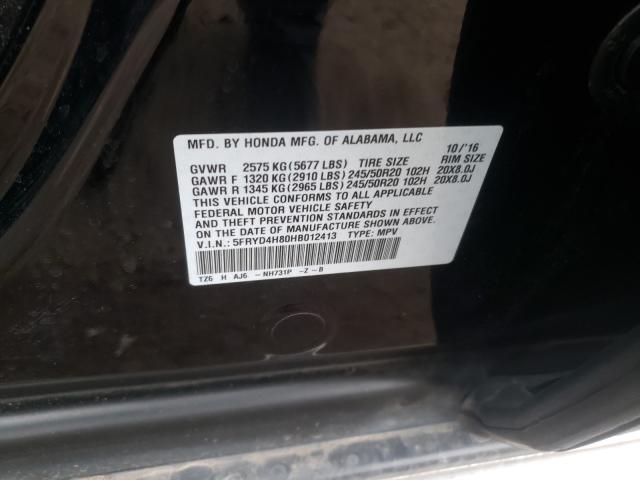 MFD. BY HONDA MFG. OF ALABAMA, LLC 10/'16
GVWR 2575 KG(5677 LBS) TIRE SIZE RIM SIZE
GAWR F 1320 KG(2910 LBS)245/50R20 102H 20X8.0J
GAWR R 1345 KG(2965 LBS)245/50R20 102H 20X8.0J
THIS VEHICLE CONFORMS TO ALL APPLICABLE
FEDERAL MOTOR VEHICLE SAFETY
AND THEFT PREVENTION STANDARDS IN EFFECT
ON THE DATE OF MANUFACTURE SHOWN ABOVE.
V.I.N.: 5FRYD4H80HB012413 TYPE: MPV
TZ6 H AJ6 -NH731P -Z -B